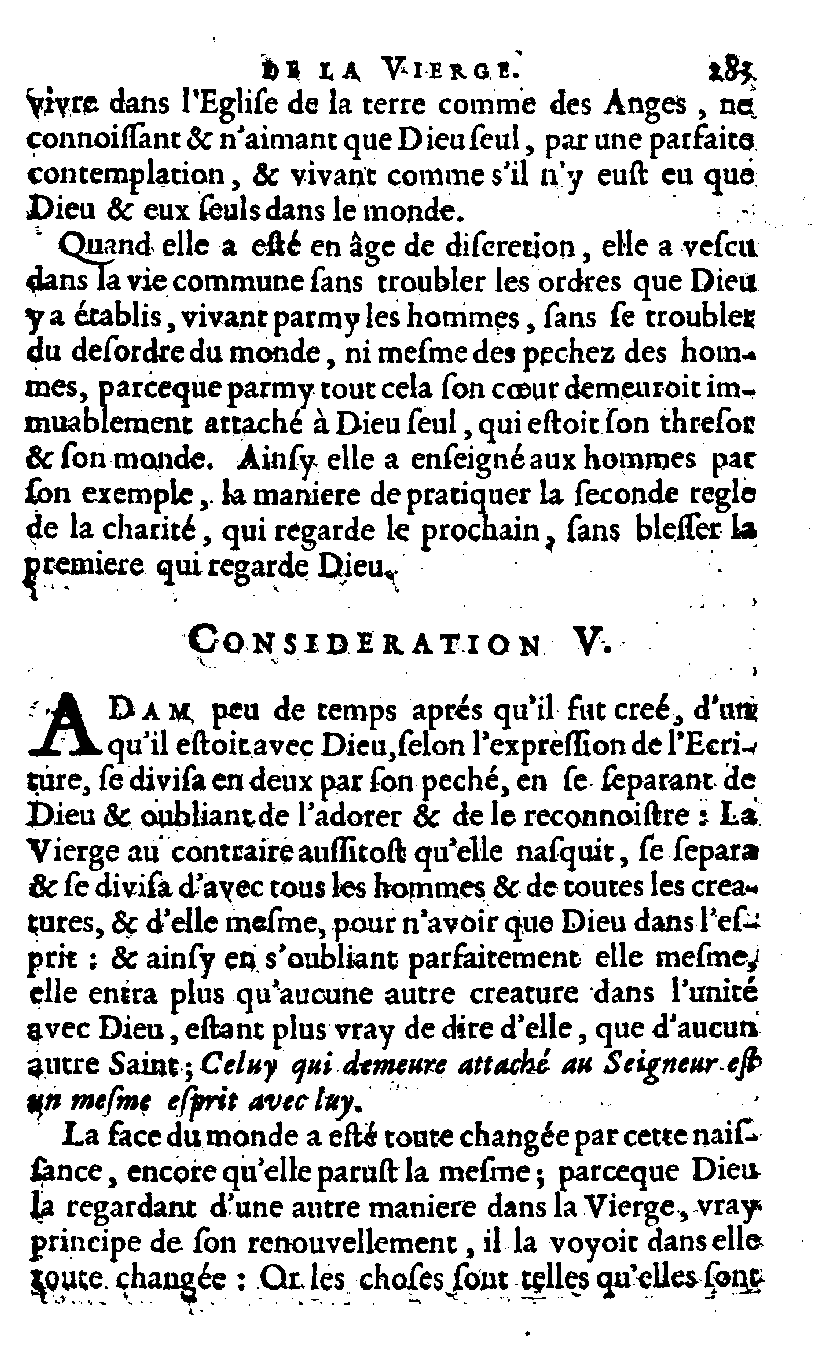 DE LA VIERGE. 285
vivre dans l'Egliſe de la terre comme des Anges, ne
connoiſſant & n'aimant que Dieu ſeul, par une parfaite
contemplation, & vivant comme s'il n'y euſt eu que
Dieu & eux ſeuls dans le monde.
Quand elle a eſté en âge de diſcretion, elle a veſcu
dans la vie commune ſans troubler les ordres que Dieu
y a établis, vivant parmy les hommes, ſans ſe troubler
du deſordre du monde, ni meſme des pechez des hom-
mes, parceque parmy tout cela ſon cœur demeuroit im-
muablement attaché à Dieu ſeul, qui eſtoit ſon threſor
& ſon monde. Ainſy elle a enſeigné aux hommes par
ſon exemple, la maniere de pratiquer la ſeconde regle
de la charité, qui regarde le prochain, ſans bleſſer la
premiere qui regarde Dieu.
CONSIDERATION V.
ADAM, peu de temps aprés qu'il fut creé, d'un
qu'il eſtoit avec Dieu, ſelon l'expreſſion de l'Ecri-
ture, ſe diviſa en deux par ſon peché, en ſe ſeparant de
Dieu & oubliant de l'adorer & de le reconnoiſtre : La
Vierge au contraire auſſitoſt qu'elle naſquit, ſe ſepara
& ſe diviſa d'avec tous les hommes & de toutes les crea-
tures, & d'elle meſme, pour n'avoir que Dieu dans l'eſ-
prit : & ainſy en s'oubliant parfaitement elle meſme,
elle entra plus qu'aucune autre creature dans l'unité
avec Dieu, eſtant plus vray de dire d'elle, que d'aucun
autre Saint; Celuy qui demeure attaché au Seigneur eſt
un meſme eſprit avec luy.
La face du monde a eſté toute changée par cette naiſ-
ſance, encore qu'elle paruſt la meſme; parceque Dieu
la regardant d'une autre maniere dans la Vierge, vray
principe de ſon renouvellement, il la voyoit dans elle
toute changée : Or les choſes ſont telles qu'elles ſont